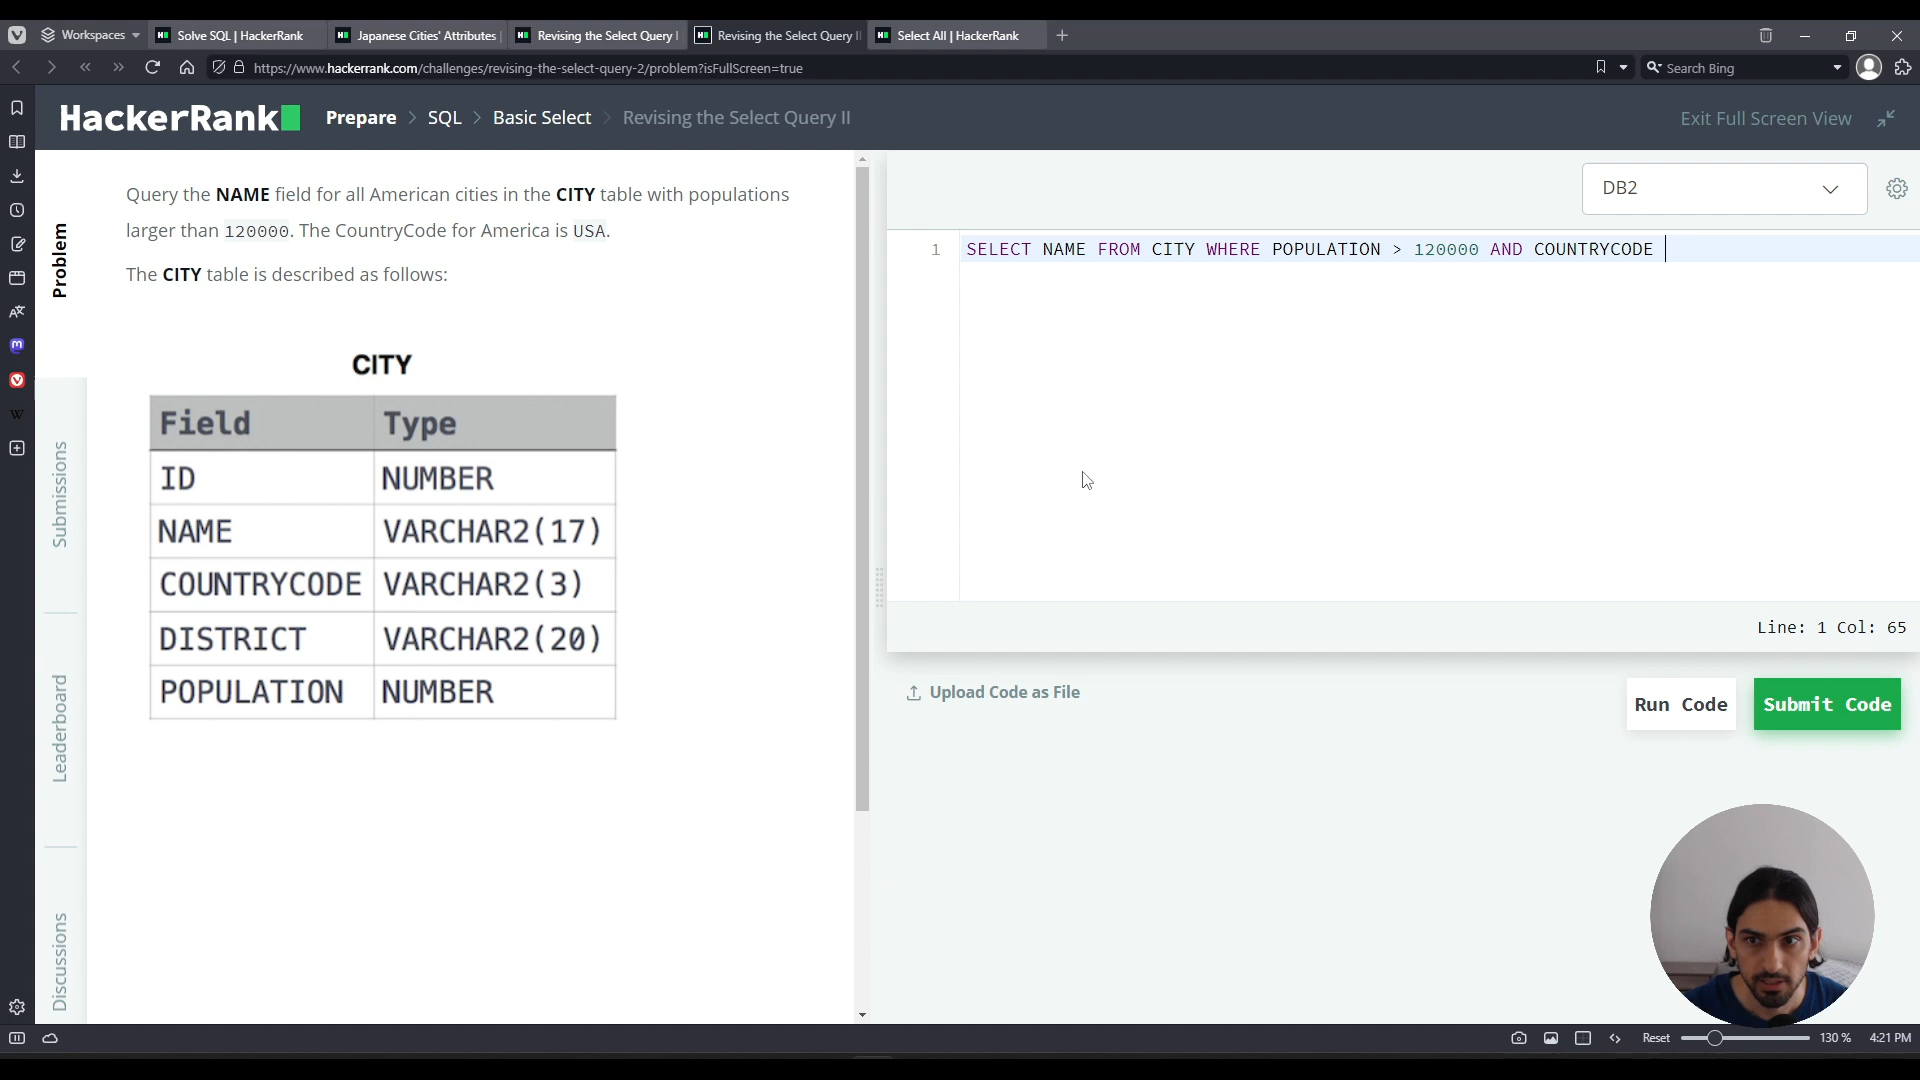 Workspaces
Solve SQL | HackerRank
Japanese Cities' Attributes
Revising the Select Query I
Revising the Select Query II
Select All | HackerRank
https://www.hackerrank.com/challenges/revising-the-select-query-2/problem?isFullScreen=true
Search Bing
HackerRank
Prepare > SQL > Basic Select > Revising the Select Query II
Exit Full Screen View
Problem
Submissions
Leaderboard
Discussions
Query the NAME field for all American cities in the CITY table with populations
larger than 120000. The CountryCode for America is USA.
The CITY table is described as follows:
CITY
Field Type
ID NUMBER
NAME VARCHAR2(17)
COUNTRYCODE VARCHAR2(3)
DISTRICT VARCHAR2(20)
POPULATION NUMBER
DB2
1 SELECT NAME FROM CITY WHERE POPULATION > 120000 AND COUNTRYCODE
Line: 1 Col: 65
Upload Code as File
Run Code
Submit Code
Reset
130 %
4:21 PM